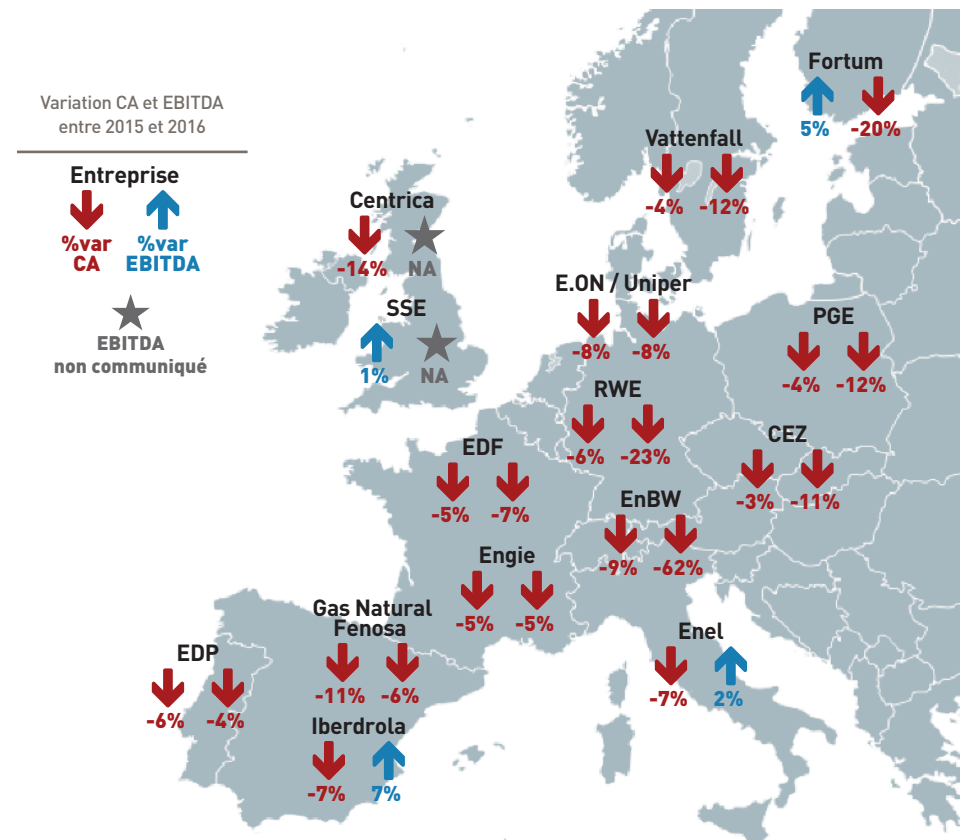 Variation CA et EBITDA
entre 2015 et 2016
Entreprise
%var %var
CA EBITDA
EBITDA
non communiqué
Fortum
5% -20%
Vattenfall
-4% -12%
Centrica
-14% NA
SSE
1% NA
E.ON / Uniper
-8% -8%
PGE
-4% -12%
RWE
-6% -23%
CEZ
-3% -11%
EDF
-5% -7%
EnBW
-9% -62%
Engie
-5% -5%
Gas Natural
Fenosa
-11% -6%
Enel
-7% 2%
EDP
-6% -4%
Iberdrola
-7% 7%